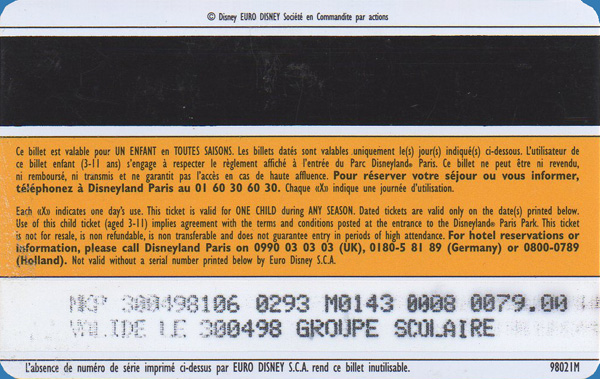 © Disney EURO DISNEY Société en Commandite par actions
Ce billet est valable pour UN ENFANT en TOUTES SAISONS. Les billets datés sont valables uniquement le(s) jour(s) indiqué(s) ci-dessous. L'utilisateur de
ce billet enfant (3-11 ans) s'engage à respecter le règlement affiché à l'entrée du Parc Disneyland® Paris. Ce billet ne peut être ni revendu,
ni remboursé, ni transmis et ne garantit pas l'accès en cas de haute affluence. Pour réserver votre séjour ou vous informer,
téléphonez à Disneyland Paris au 01 60 30 60 30. Chaque «X» indique une journée d'utilisation.
Each «X» indicates one day's use. This ticket is valid for ONE CHILD during ANY SEASON. Dated tickets are valid only on the date(s) printed below.
Use of this child ticket (aged 3-11) implies agreement with the terms and conditions posted at the entrance to the Disneyland® Paris Park. This ticket
is not for resale, is non refundable, is non transferable and does not guarantee entry in periods of high attendance. For hotel reservations or
information, please call Disneyland Paris on 0990 03 03 03 (UK), 0180-5 81 89 (Germany) or 0800-0789
(Holland). Not valid without a serial number printed below by Euro Disney S.C.A.
300498106 0293 M0143 0008 0079.00
VALIDE LE 300498 GROUPE SCOLAIRE
L'absence de numéro de série imprimé ci-dessus par EURO DISNEY S.C.A. rend ce billet inutilisable.
98021M